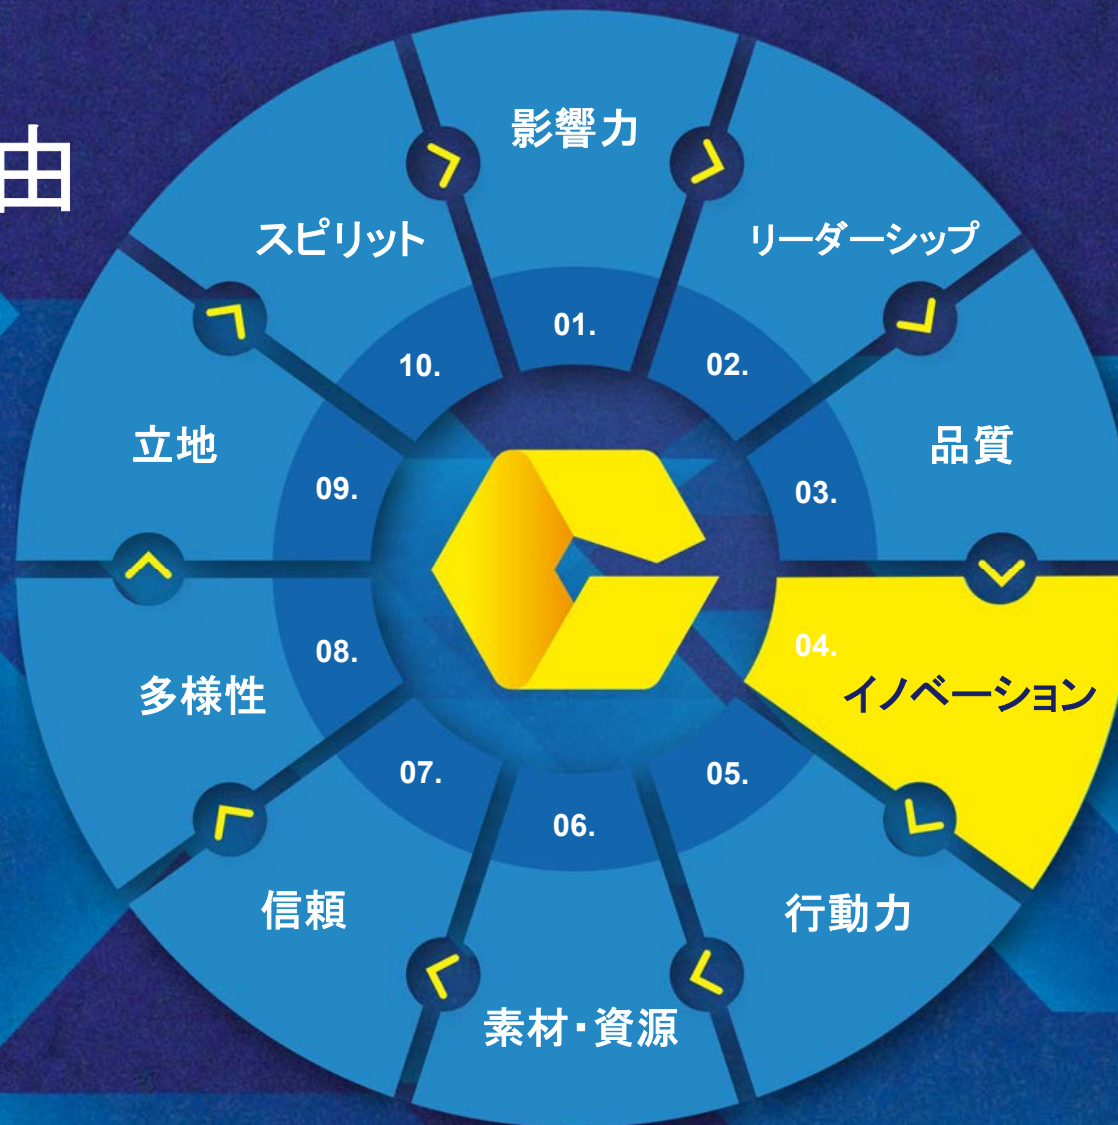 由
01.
影響力
02.
リーダーシップ
03.
品質
04.
イノベーション
05.
行動力
06.
素材・資源
07.
信頼
08.
多様性
09.
立地
10.
スピリット